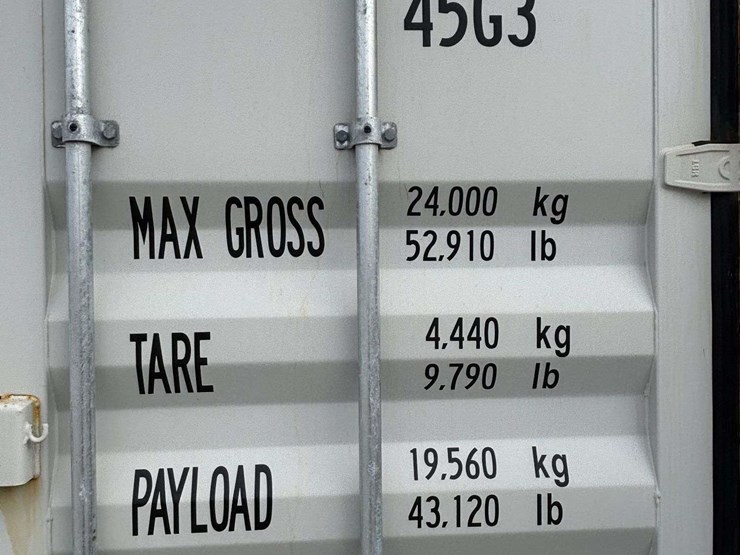 45G3
MAX GROSS 24,000 kg
52,910 lb
TARE 4,440 kg
9,790 lb
PAYLOAD 19,560 kg
43,120 lb